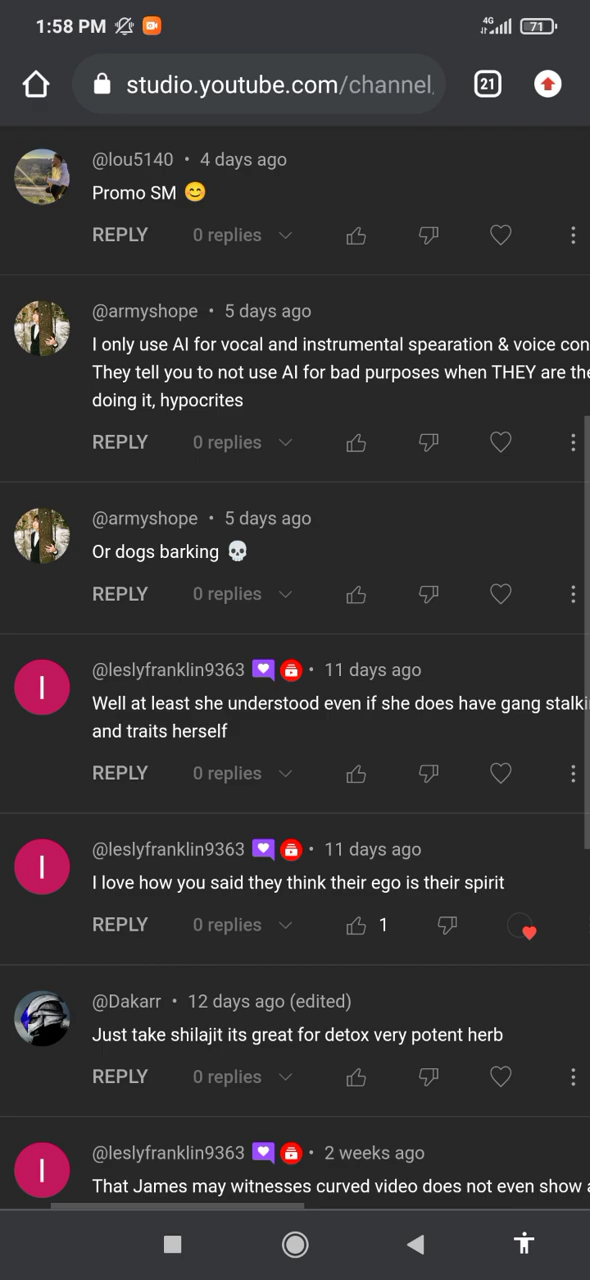 1:58 PM
4G
71
studio.youtube.com/channel
21
@lou5140 • 4 days ago
Promo SM 😊
REPLY 0 replies
@armyshope • 5 days ago
I only use AI for vocal and instrumental spearation & voice con
They tell you to not use AI for bad purposes when THEY are the
doing it, hypocrites
REPLY 0 replies
@armyshope • 5 days ago
Or dogs barking 💀
REPLY 0 replies
I
@leslyfranklin9363 • 11 days ago
Well at least she understood even if she does have gang stalki
and traits herself
REPLY 0 replies
I
@leslyfranklin9363 • 11 days ago
I love how you said they think their ego is their spirit
REPLY 0 replies 1
@Dakarr • 12 days ago (edited)
Just take shilajit its great for detox very potent herb
REPLY 0 replies
I
@leslyfranklin9363 • 2 weeks ago
That James may witnesses curved video does not even show